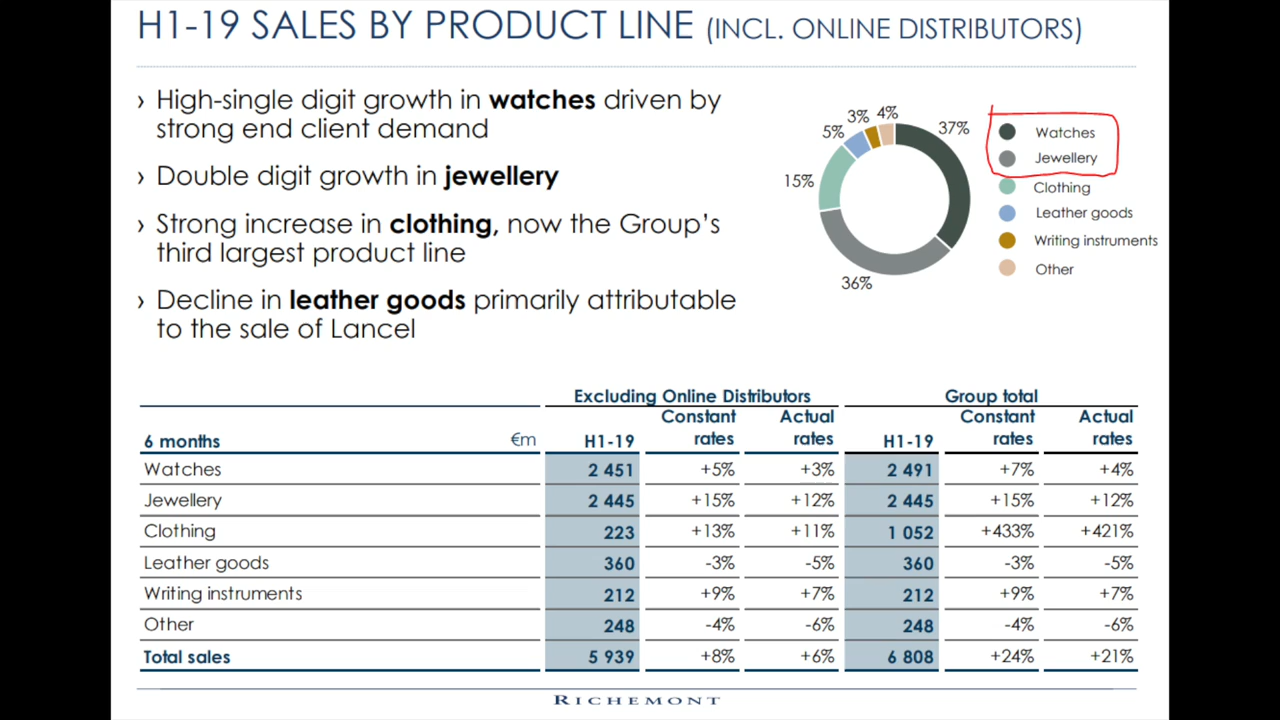 H1-19 SALES BY PRODUCT LINE (INCL. ONLINE DISTRIBUTORS)
› High-single digit growth in watches driven by
strong end client demand
› Double digit growth in jewellery
› Strong increase in clothing, now the Group's
third largest product line
› Decline in leather goods primarily attributable
to the sale of Lancel
3% 4%
5% 37%
15%
36%
Watches
Jewellery
Clothing
Leather goods
Writing instruments
Other
Excluding Online Distributors Group total
Constant Actual Constant Actual
6 months €m H1-19 rates rates H1-19 rates rates
Watches 2 451 +5% +3% 2 491 +7% +4%
Jewellery 2 445 +15% +12% 2 445 +15% +12%
Clothing 223 +13% +11% 1 052 +433% +421%
Leather goods 360 -3% -5% 360 -3% -5%
Writing instruments 212 +9% +7% 212 +9% +7%
Other 248 -4% -6% 248 -4% -6%
Total sales 5 939 +8% +6% 6 808 +24% +21%
RICHEMONT